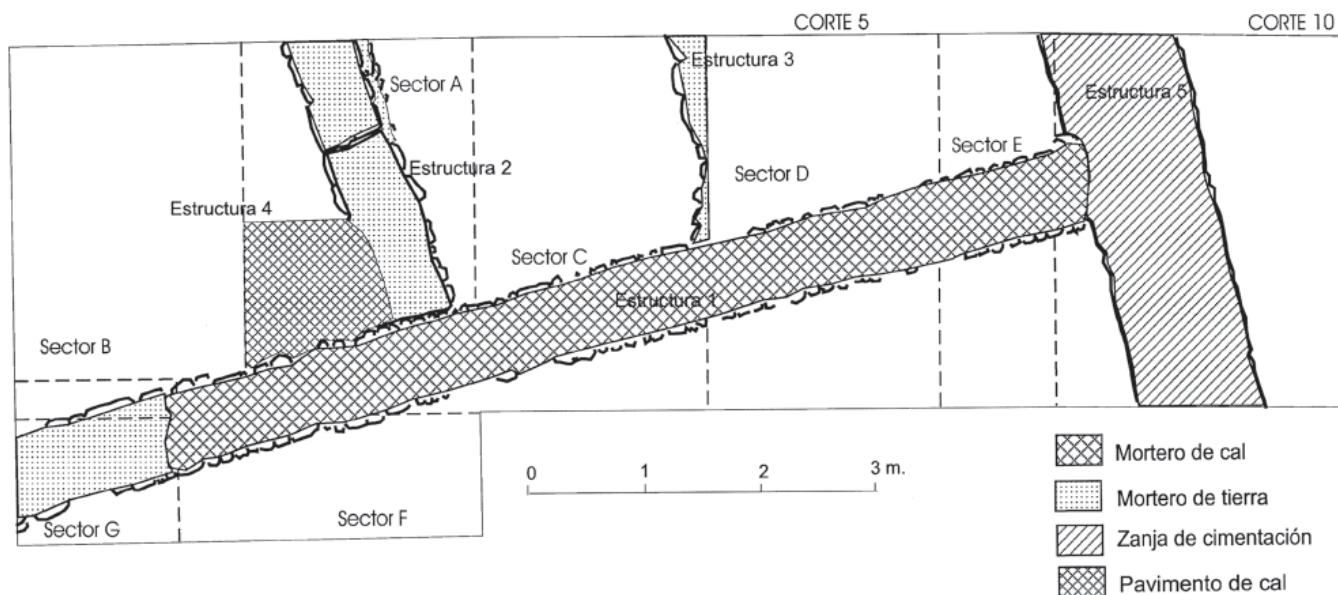 CORTE 5
CORTE 10
Estructura 3
Sector A
Estructura 5
Sector E
Estructura 2
Sector D
Estructura 4
Sector C
Estructura 1
Sector B
Mortero de cal
0 1 2 3 m.
Mortero de tierra
Sector G
Sector F
Zanja de cimentación
Pavimento de cal